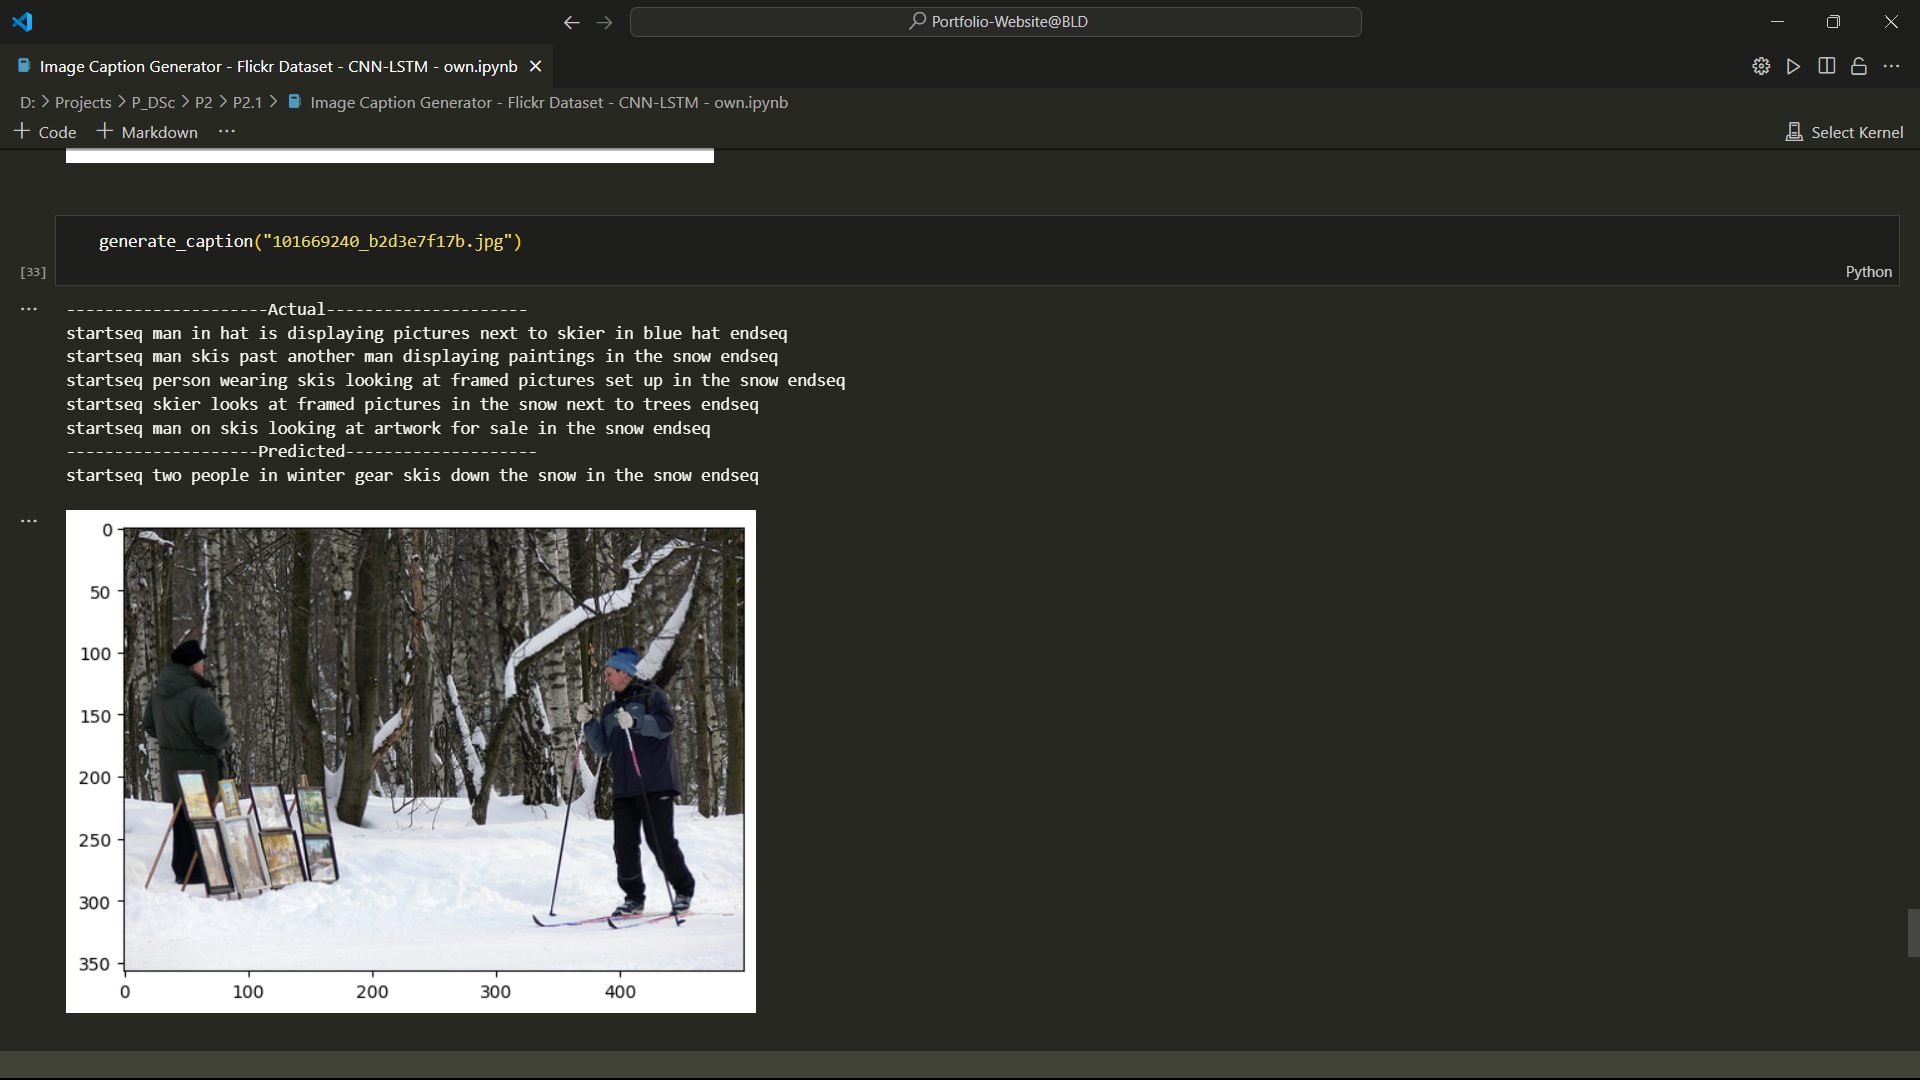 Portfolio-Website@BLD
Image Caption Generator - Flickr Dataset - CNN-LSTM - own.ipynb
D: > Projects > P_DSc > P2 > P2.1 > Image Caption Generator - Flickr Dataset - CNN-LSTM - own.ipynb
+ Code + Markdown ...
Select Kernel
generate_caption("101669240_b2d3e7f17b.jpg")
[33]
Python
---------------------Actual---------------------
startseq man in hat is displaying pictures next to skier in blue hat endseq
startseq man skis past another man displaying paintings in the snow endseq
startseq person wearing skis looking at framed pictures set up in the snow endseq
startseq skier looks at framed pictures in the snow next to trees endseq
startseq man on skis looking at artwork for sale in the snow endseq
--------------------Predicted--------------------
startseq two people in winter gear skis down the snow in the snow endseq
0
50
100
150
200
250
300
350
0 100 200 300 400